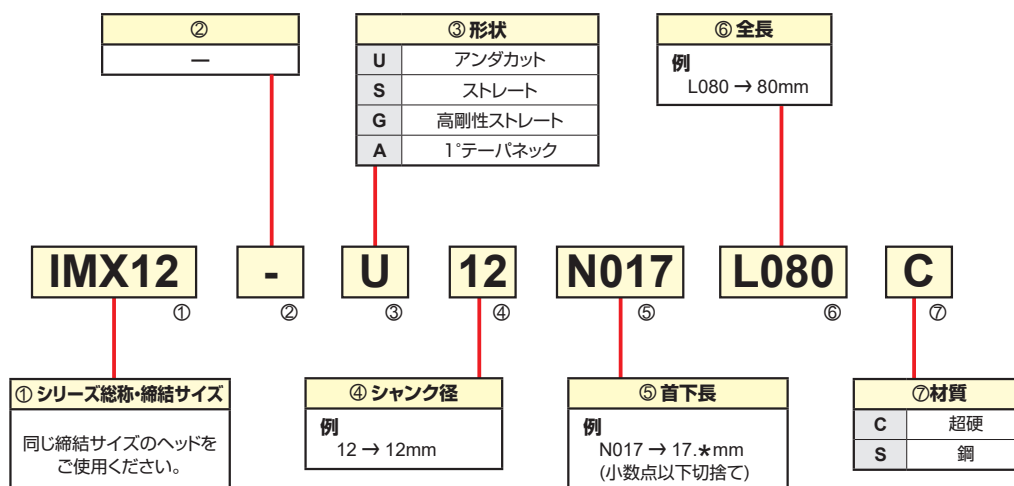 ②
—
③形状
U アンダカット
S ストレート
G 高剛性ストレート
A 1°テーパネック
⑥全長
例
L080 → 80mm
IMX12 - U 12 N017 L080 C
① ② ③ ④ ⑤ ⑥ ⑦
①シリーズ総称・締結サイズ
同じ締結サイズのヘッドを
ご使用ください。
④シャンク径
例
12 → 12mm
⑤首下長
例
N017 → 17.★mm
(小数点以下切捨て)
⑦材質
C 超硬
S 鋼